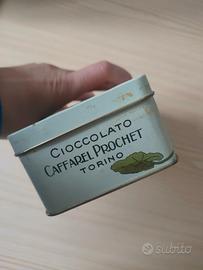 CIOCCOLATO
CAFFAREL PROCHET
TORINO
subito